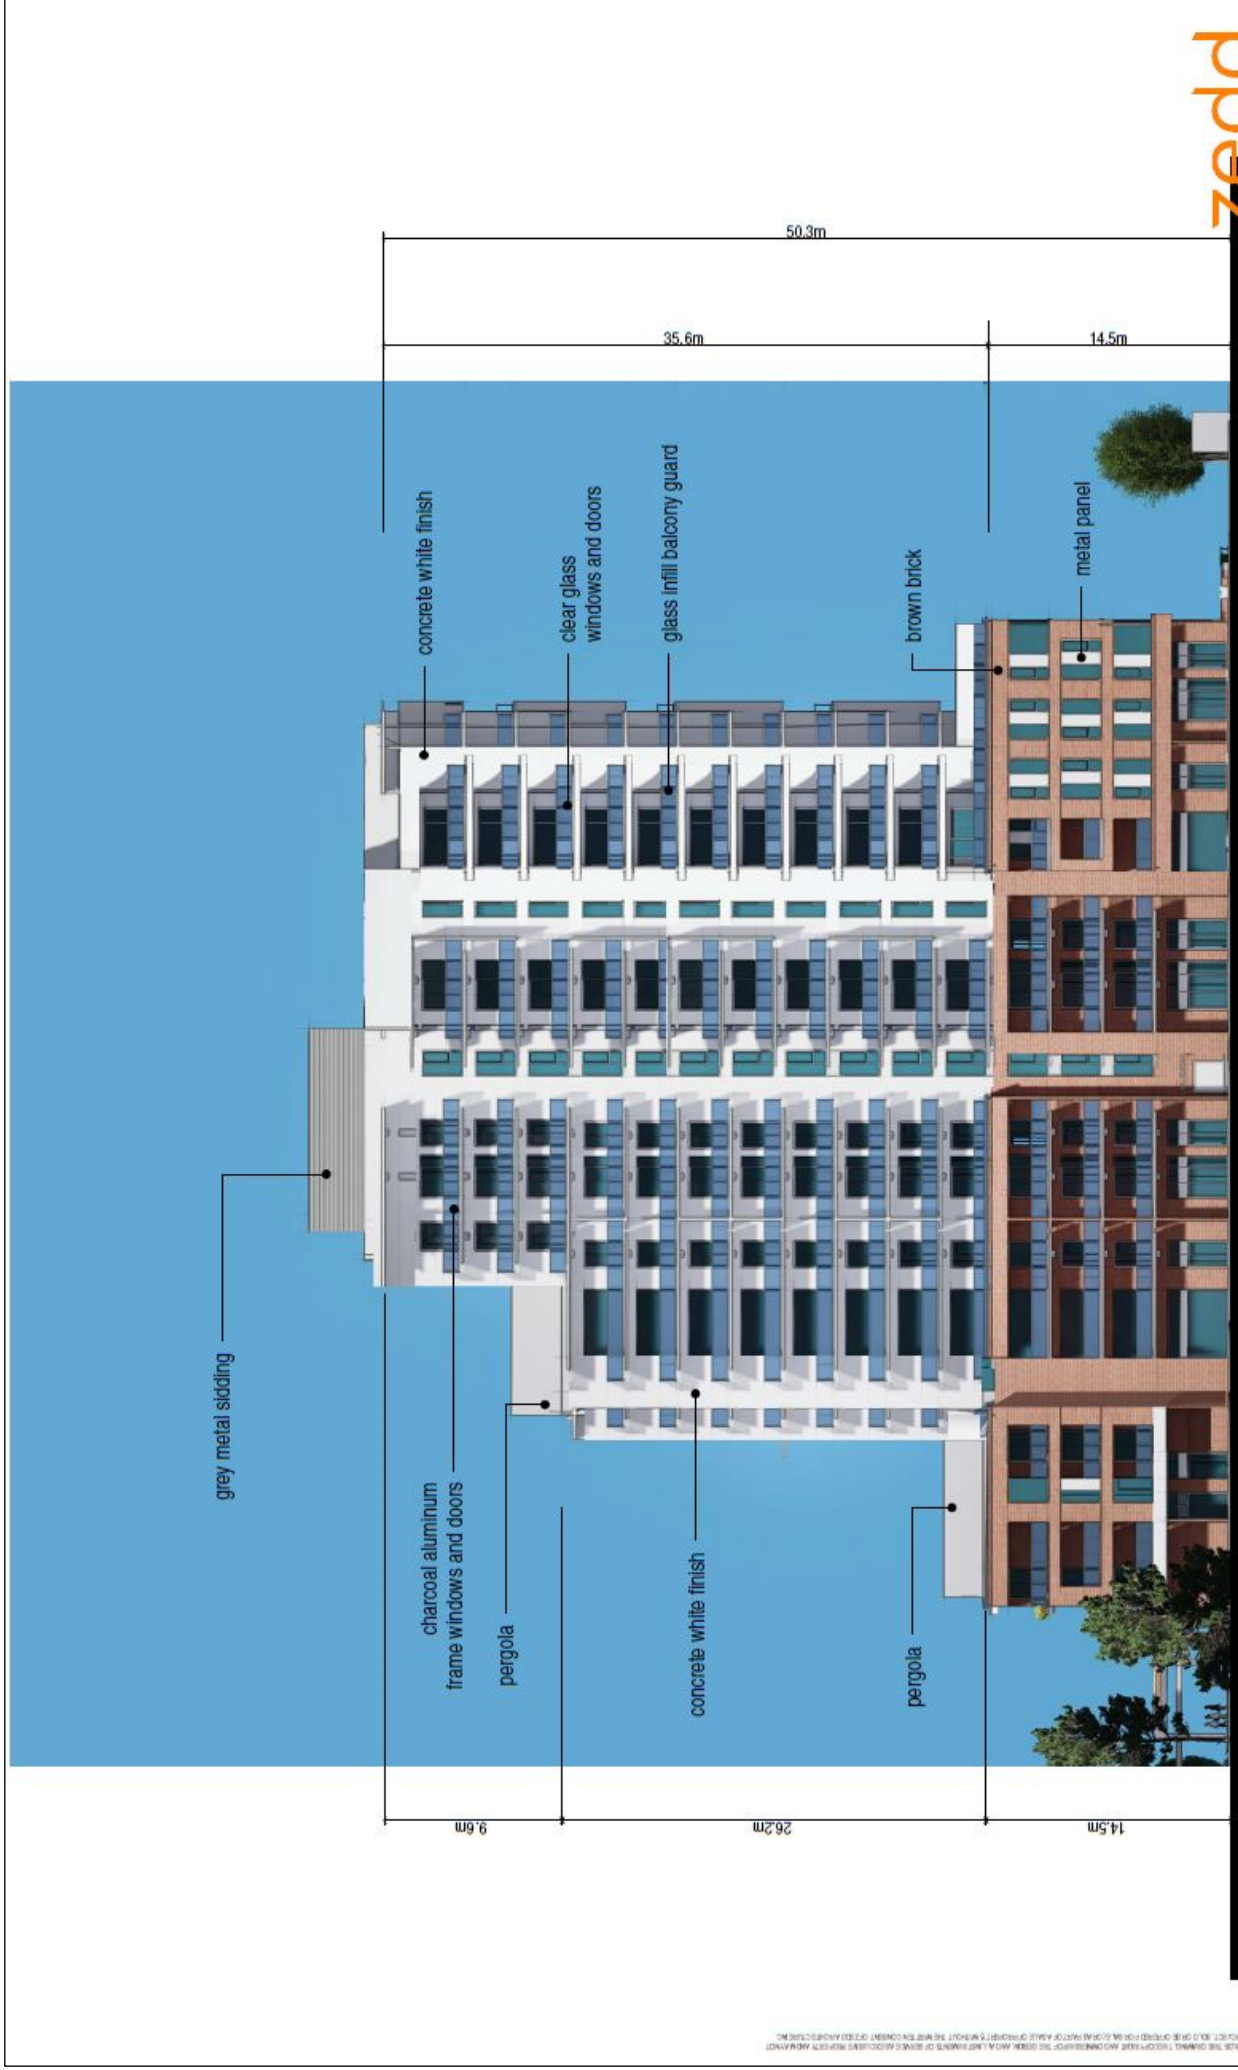 zedd
50.3m
35.6m
14.5m
concrete white finish
clear glass
windows and doors
glass infill balcony guard
brown brick
metal panel
grey metal sidding
charcoal aluminum
frame windows and doors
pergola
concrete white finish
pergola
9.6m
26.2m
14.5m